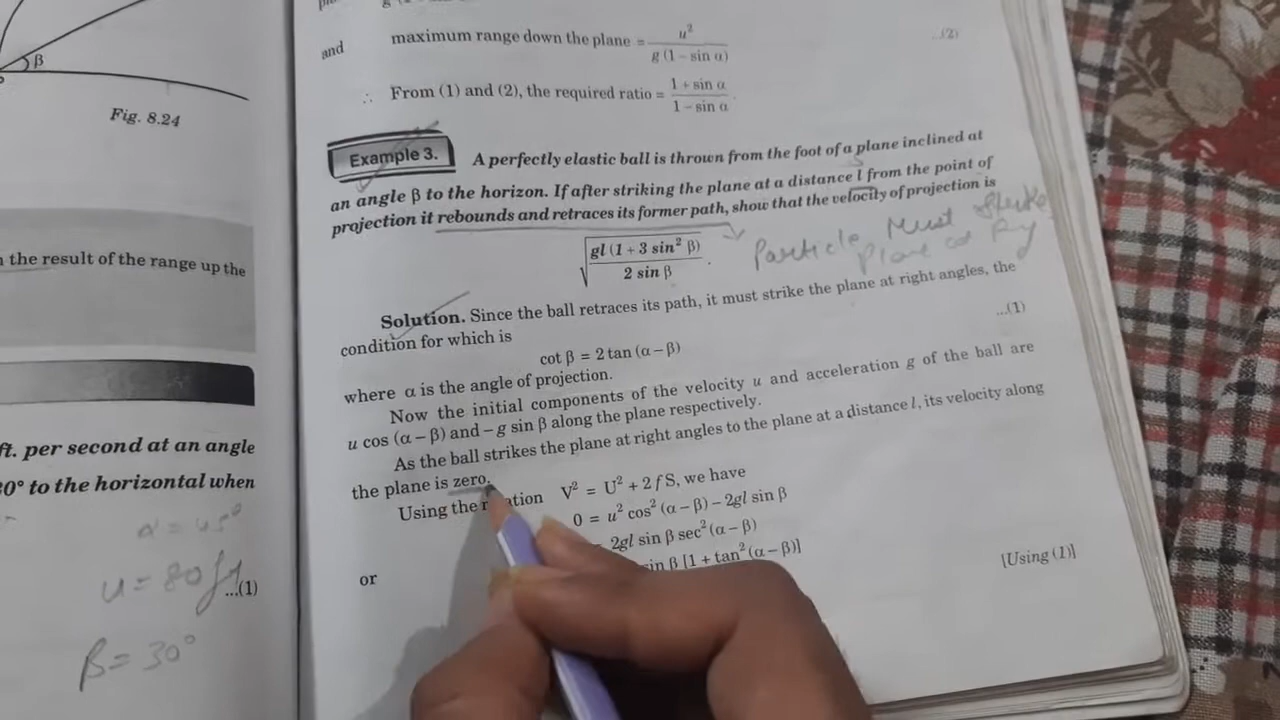 β
Fig. 8.24
n the result of the range up the
ft. per second at an angle
30° to the horizontal when
α = 45°
u = 80 f
...(1)
β = 30°
and maximum range down the plane = u² / g (1 – sin α) ...(2)
∴ From (1) and (2), the required ratio = 1 + sin α / 1 – sin α
Example 3. A perfectly elastic ball is thrown from the foot of a plane inclined at
an angle β to the horizon. If after striking the plane at a distance l from the point of
projection it rebounds and retraces its former path, show that the velocity of projection is
√ gl (1 + 3 sin² β) / 2 sin β .
Particle Must
Plane at
Solution. Since the ball retraces its path, it must strike the plane at right angles, the
condition for which is
cot β = 2 tan (α – β) ...(1)
where α is the angle of projection.
Now the initial components of the velocity u and acceleration g of the ball are
u cos (α – β) and – g sin β along the plane respectively.
As the ball strikes the plane at right angles to the plane at a distance l, its velocity along
the plane is zero.
Using the V² = U² + 2fS, we have
0 = u² cos² (α – β) – 2gl sin β
or = 2gl sin β sec² (α – β)
sin β [1 + tan² (α – β)]
[Using (1)]